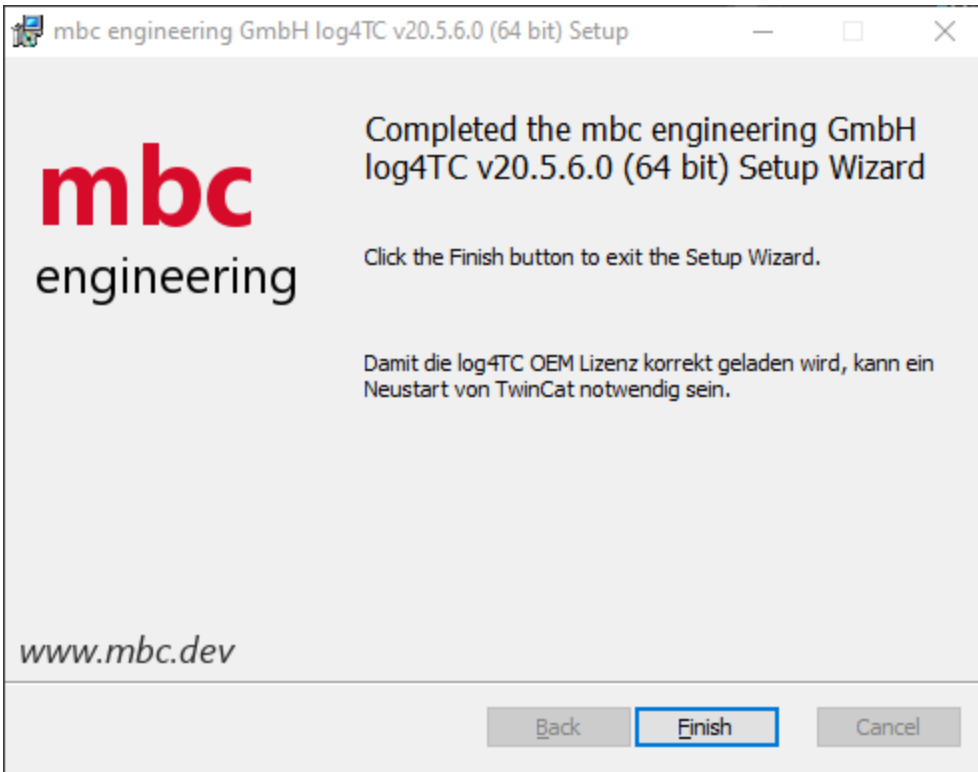 mbc engineering GmbH log4TC v20.5.6.0 (64 bit) Setup
mbc
engineering
Completed the mbc engineering GmbH
log4TC v20.5.6.0 (64 bit) Setup Wizard
Click the Finish button to exit the Setup Wizard.
Damit die log4TC OEM Lizenz korrekt geladen wird, kann ein
Neustart von TwinCat notwendig sein.
www.mbc.dev
Back
Finish
Cancel